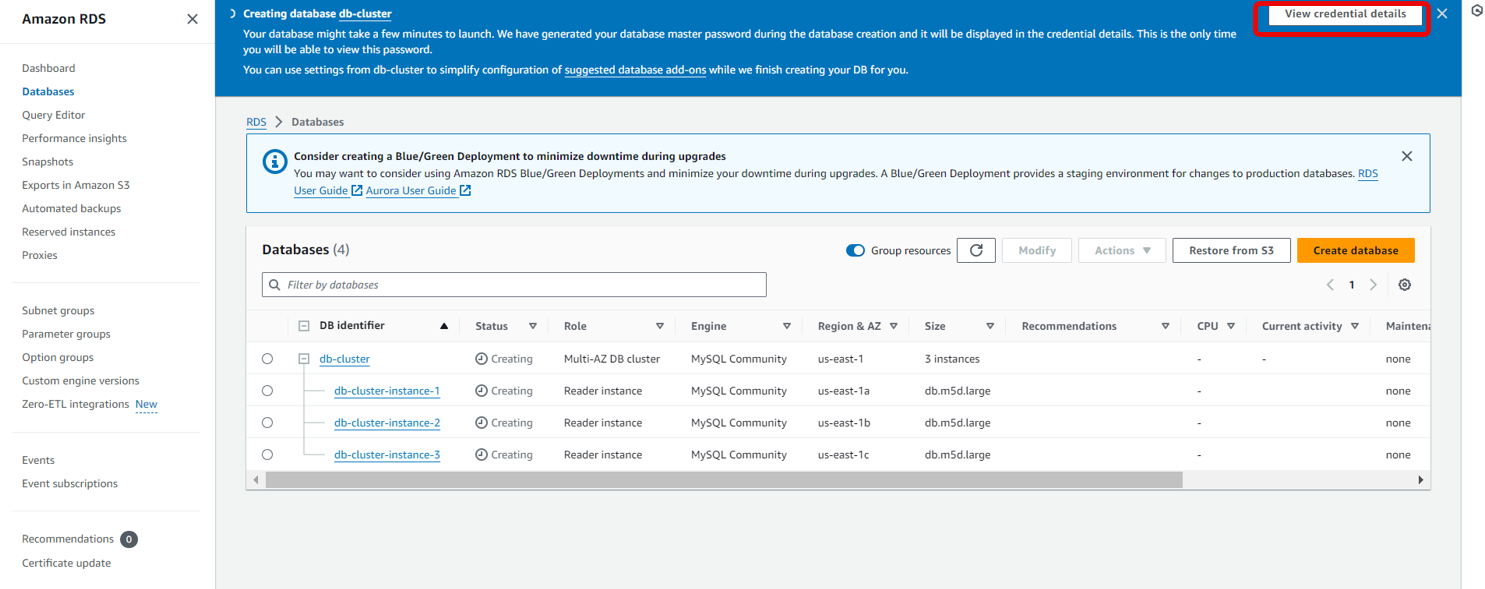 Amazon RDS
Dashboard
Databases
Query Editor
Performance insights
Snapshots
Exports in Amazon S3
Automated backups
Reserved instances
Proxies
Subnet groups
Parameter groups
Option groups
Custom engine versions
Zero-ETL integrations New
Events
Event subscriptions
Recommendations 0
Certificate update
Creating database db-cluster
View credential details
Your database might take a few minutes to launch. We have generated your database master password during the database creation and it will be displayed in the credential details. This is the only time
you will be able to view this password.
You can use settings from db-cluster to simplify configuration of suggested database add-ons while we finish creating your DB for you.
RDS > Databases
Consider creating a Blue/Green Deployment to minimize downtime during upgrades
You may want to consider using Amazon RDS Blue/Green Deployments and minimize your downtime during upgrades. A Blue/Green Deployment provides a staging environment for changes to production databases. RDS
User Guide Aurora User Guide
Databases (4) Group resources Modify Actions Restore from S3 Create database
Filter by databases
1
DB identifier Status Role Engine Region & AZ Size Recommendations CPU Current activity Maintena
db-cluster Creating Multi-AZ DB cluster MySQL Community us-east-1 3 instances - - none
db-cluster-instance-1 Creating Reader instance MySQL Community us-east-1a db.m5d.large - none
db-cluster-instance-2 Creating Reader instance MySQL Community us-east-1b db.m5d.large - none
db-cluster-instance-3 Creating Reader instance MySQL Community us-east-1c db.m5d.large - none